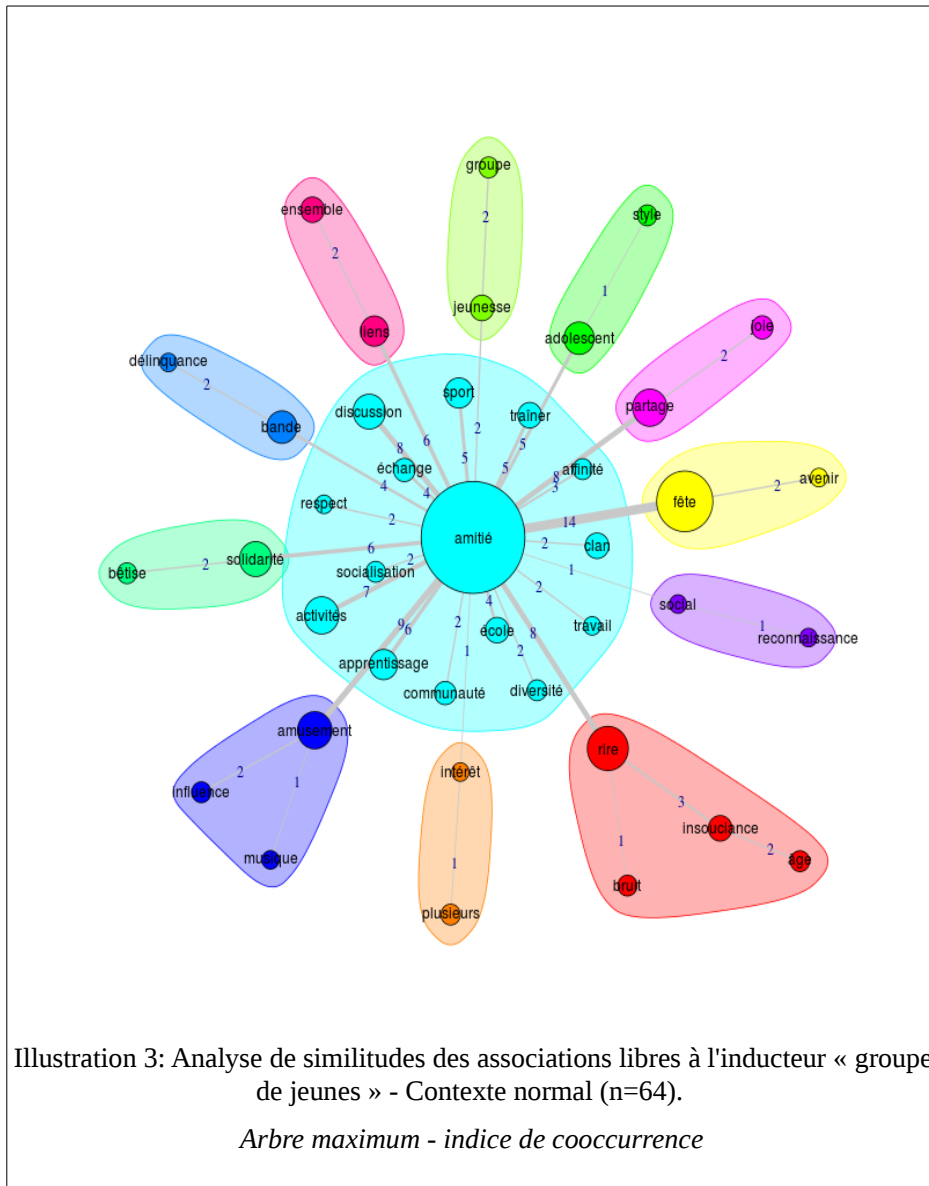 groupe
ensemble
style
2
2
1
jeunesse
joie
liens
adolescent
2
délinquance
partage
2
sport
discussion
traîner
bande
2
6
5
8
5
affinité
échange
5
8
avenir
4
4
3
2
fête
respect
14
2
amitié
2
clan
6
2
solidarité
1
2
bêtise
socialisation
7
2
4
social
activités
travail
1
9
6
2
école
8
reconnaissance
1
2
apprentissage
communauté
diversité
amusement
rire
intérêt
2
influence
1
3
insouciance
1
2
âge
musique
1
bruit
plusieurs
Illustration 3: Analyse de similitudes des associations libres à l'inducteur « groupe
de jeunes » - Contexte normal (n=64).
Arbre maximum - indice de cooccurrence